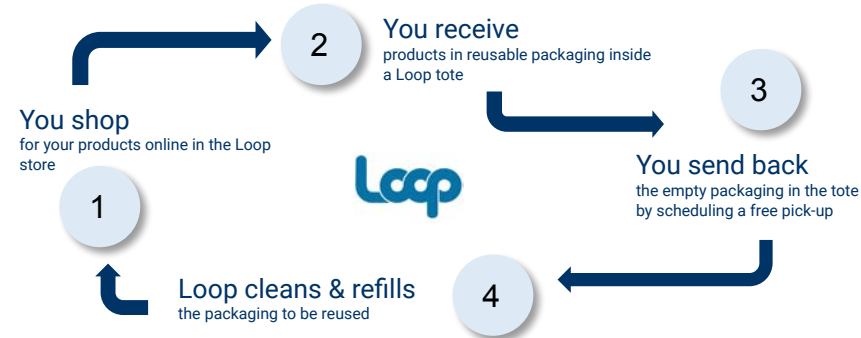 1
You shop
for your products online in the Loop
store
2
You receive
products in reusable packaging inside
a Loop tote
3
You send back
the empty packaging in the tote
by scheduling a free pick-up
4
Loop cleans & refills
the packaging to be reused
Loop